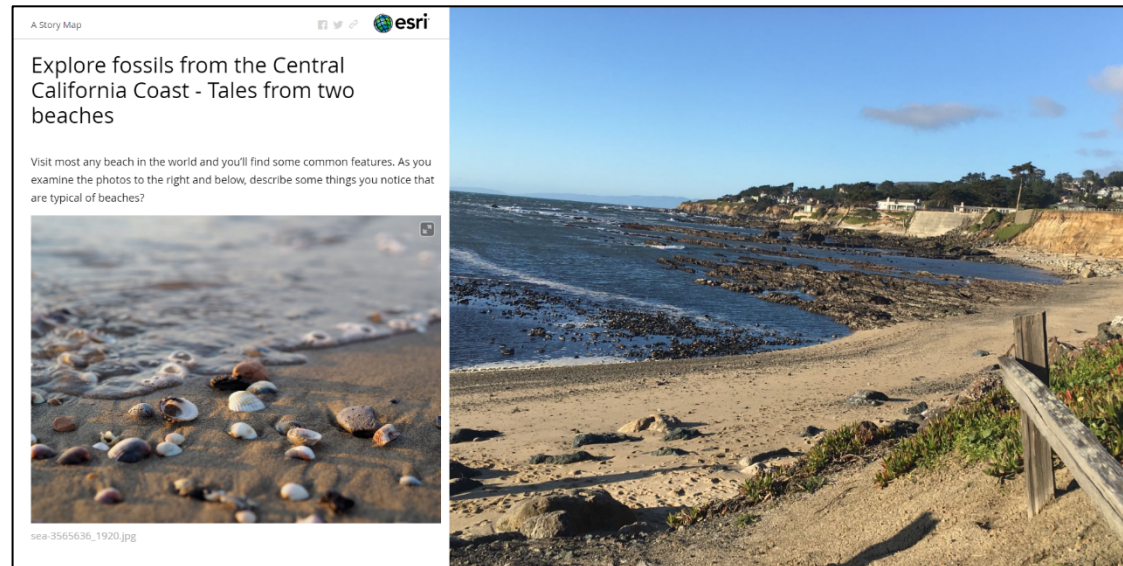 A Story Map
esri
Explore fossils from the Central
California Coast - Tales from two
beaches
Visit most any beach in the world and you'll find some common features. As you
examine the photos to the right and below, describe some things you notice that
are typical of beaches?
sea-3565636_1920.jpg